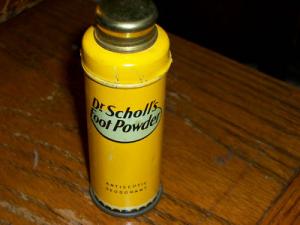 Dr Scholl's
Foot Powder
ANTISEPTIC
DEODORANT